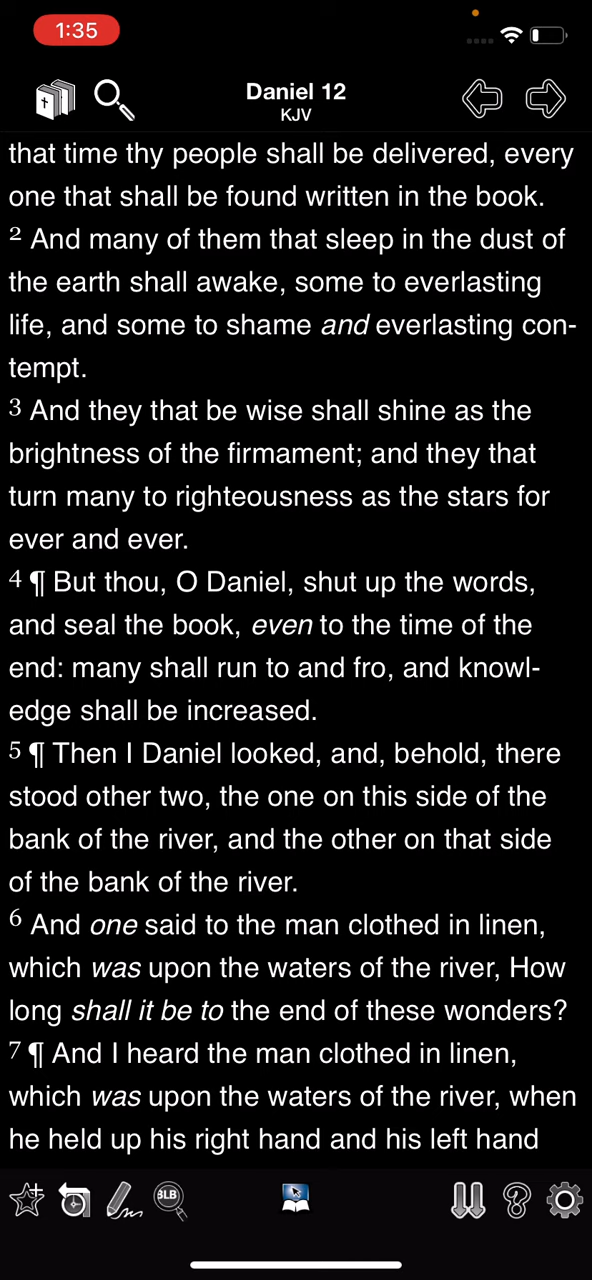 1:35
Daniel 12
KJV
that time thy people shall be delivered, every
one that shall be found written in the book.
2 And many of them that sleep in the dust of
the earth shall awake, some to everlasting
life, and some to shame and everlasting con-
tempt.
3 And they that be wise shall shine as the
brightness of the firmament; and they that
turn many to righteousness as the stars for
ever and ever.
4 ¶ But thou, O Daniel, shut up the words,
and seal the book, even to the time of the
end: many shall run to and fro, and knowl-
edge shall be increased.
5 ¶ Then I Daniel looked, and, behold, there
stood other two, the one on this side of the
bank of the river, and the other on that side
of the bank of the river.
6 And one said to the man clothed in linen,
which was upon the waters of the river, How
long shall it be to the end of these wonders?
7 ¶ And I heard the man clothed in linen,
which was upon the waters of the river, when
he held up his right hand and his left hand
BLB